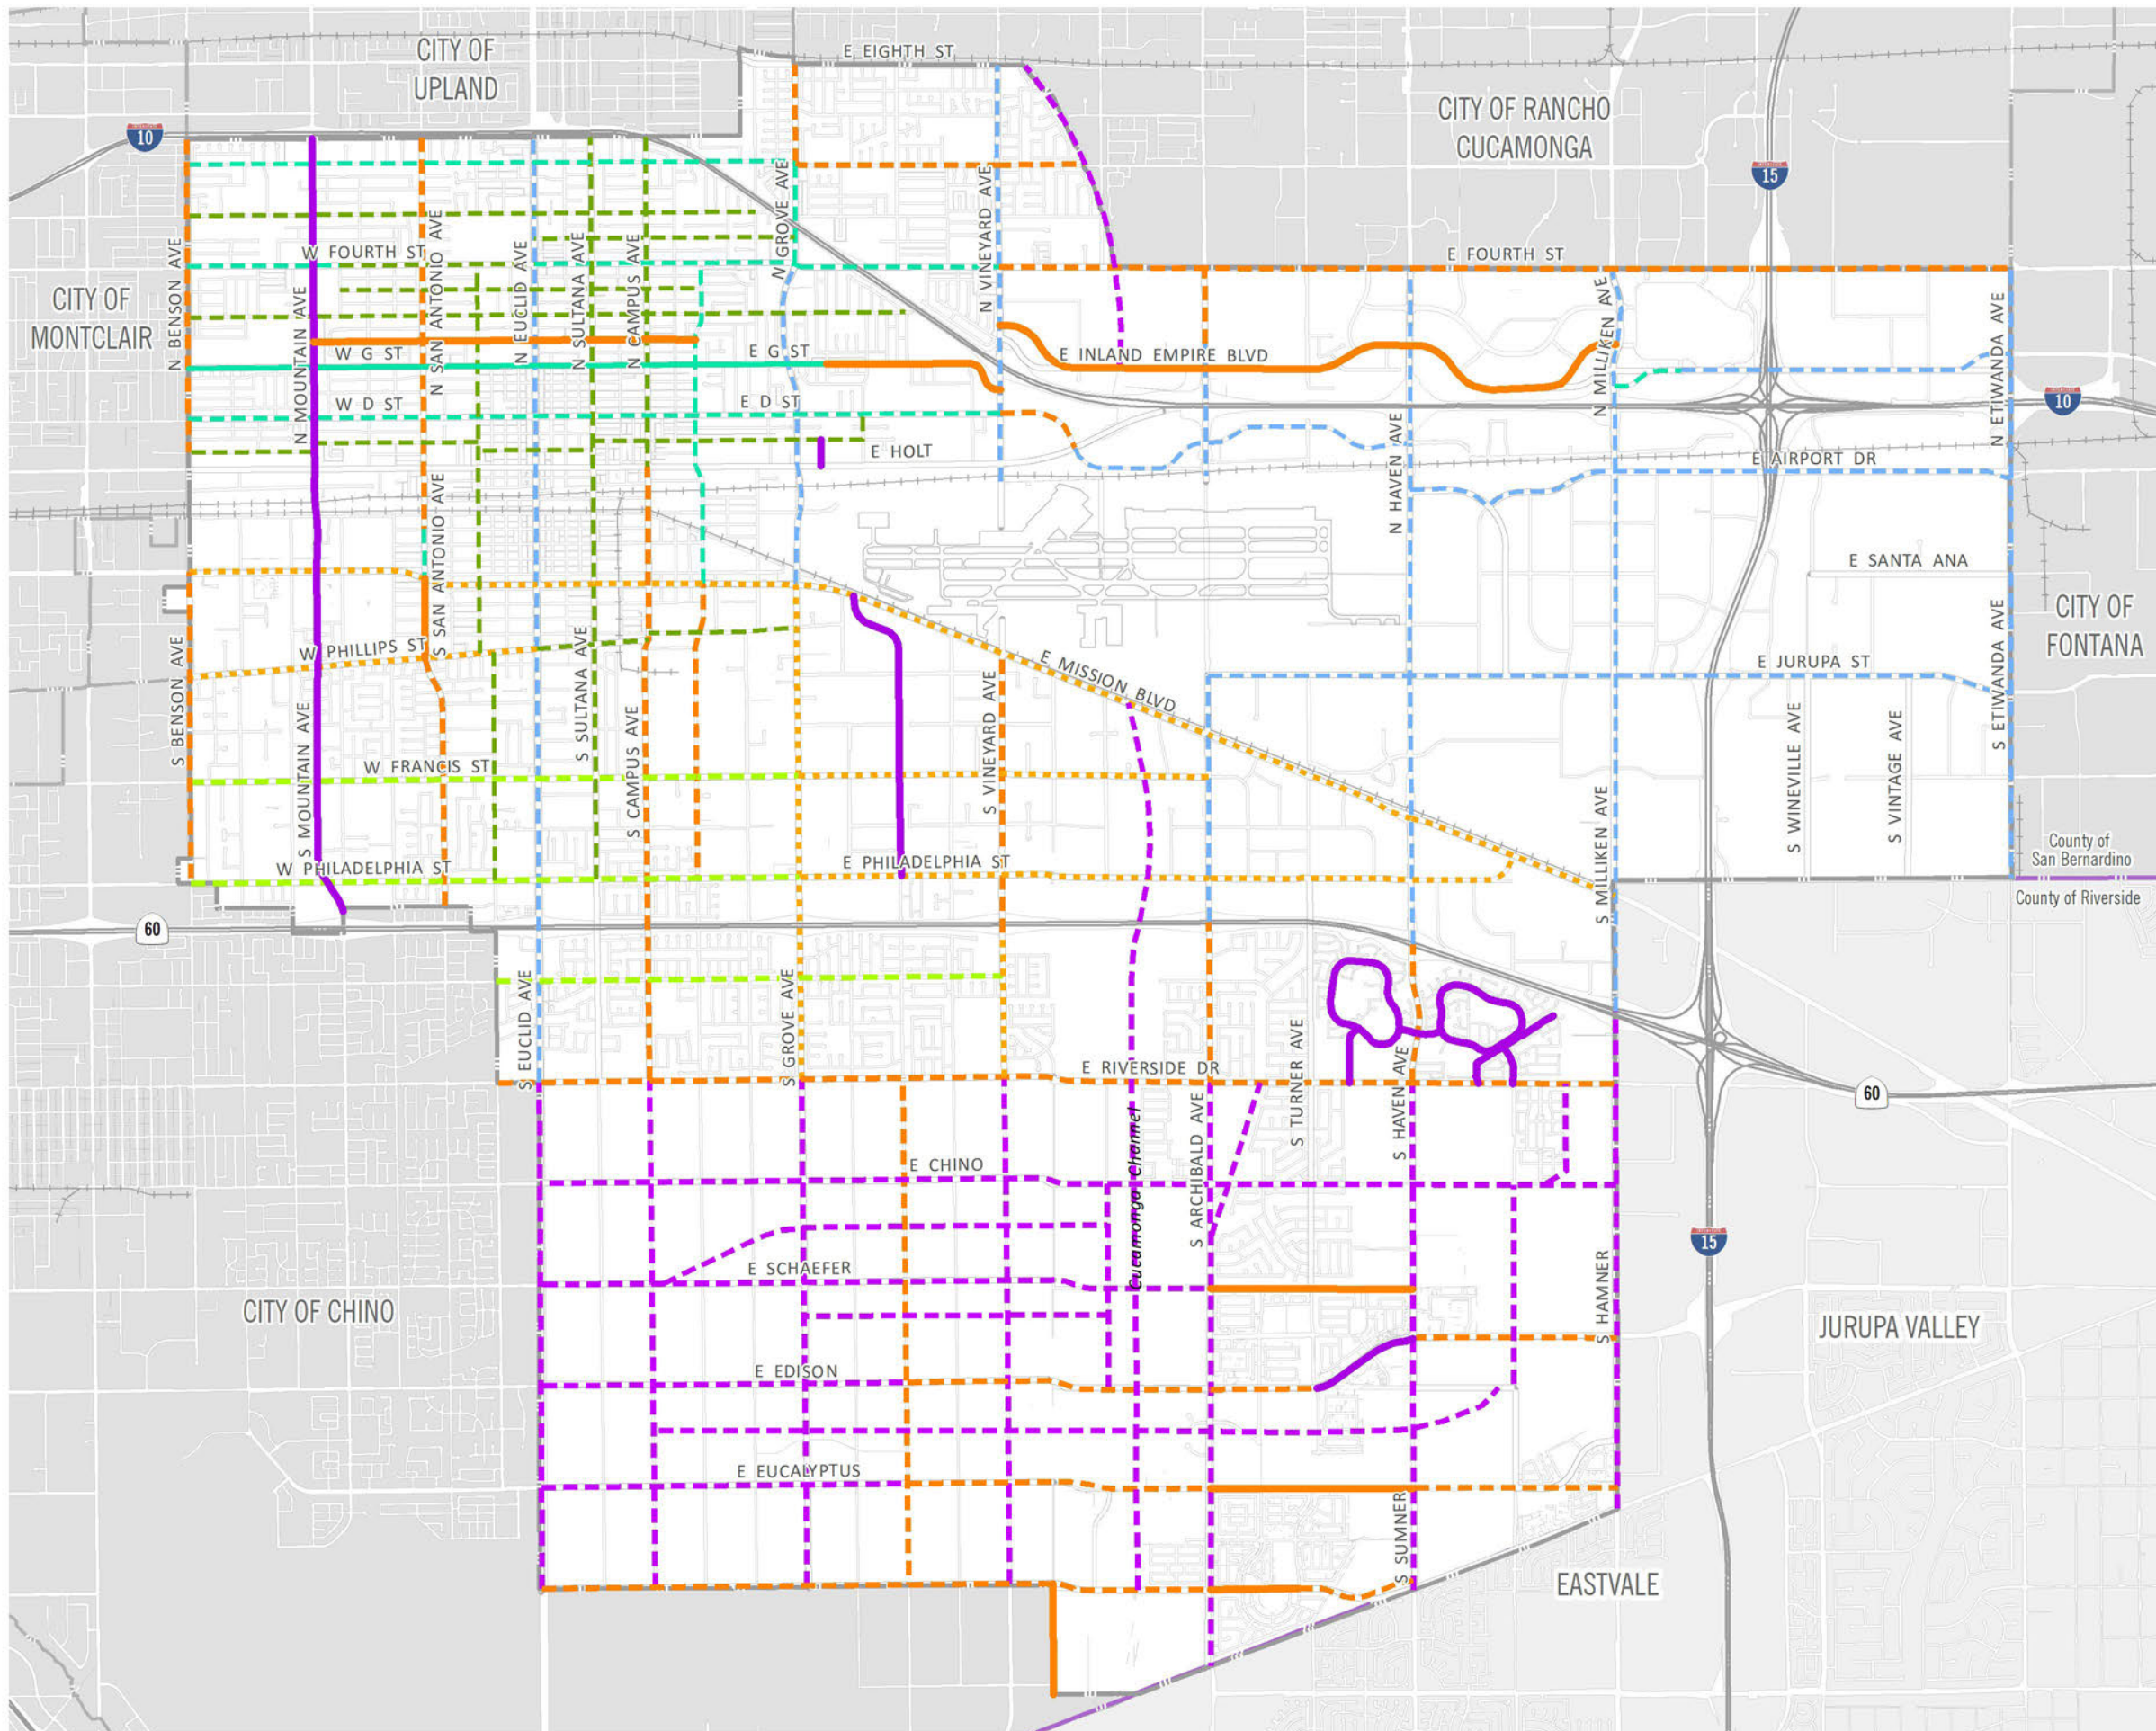 CITY OF
UPLAND
E EIGHTH ST
CITY OF RANCHO
CUCAMONGA
10
15
N GROVE AVE
N VINEYARD AVE
W FOURTH ST
E FOURTH ST
N BENSON AVE
N SAN ANTONIO AVE
N EUCLID AVE
N SULTANA AVE
N CAMPUS AVE
CITY OF
MONTCLAIR
N MOUNTAIN AVE
N MILLIKEN AVE
N ETIWANDA AVE
W G ST
E G ST
E INLAND EMPIRE BLVD
W D ST
E D ST
10
N HAVEN AVE
E HOLT
E AIRPORT DR
S SAN ANTONIO AVE
E SANTA ANA
CITY OF
FONTANA
S BENSON AVE
W PHILLIPS ST
S SULTANA AVE
E MISSION BLVD
E JURUPA ST
S ETIWANDA AVE
S MOUNTAIN AVE
S CAMPUS AVE
S VINEYARD AVE
S WINEVILLE AVE
S VINTAGE AVE
W FRANCIS ST
S MILLIKEN AVE
W PHILADELPHIA ST
E PHILADELPHIA ST
County of
San Bernardino
County of Riverside
60
S EUCLID AVE
S GROVE AVE
S TURNER AVE
S HAVEN AVE
E RIVERSIDE DR
60
S ARCHIBALD AVE
Cucamonga Channel
E CHINO
15
E SCHAEFER
S HAMNER
CITY OF CHINO
JURUPA VALLEY
E EDISON
E EUCALYPTUS
S SUMNER
EASTVALE